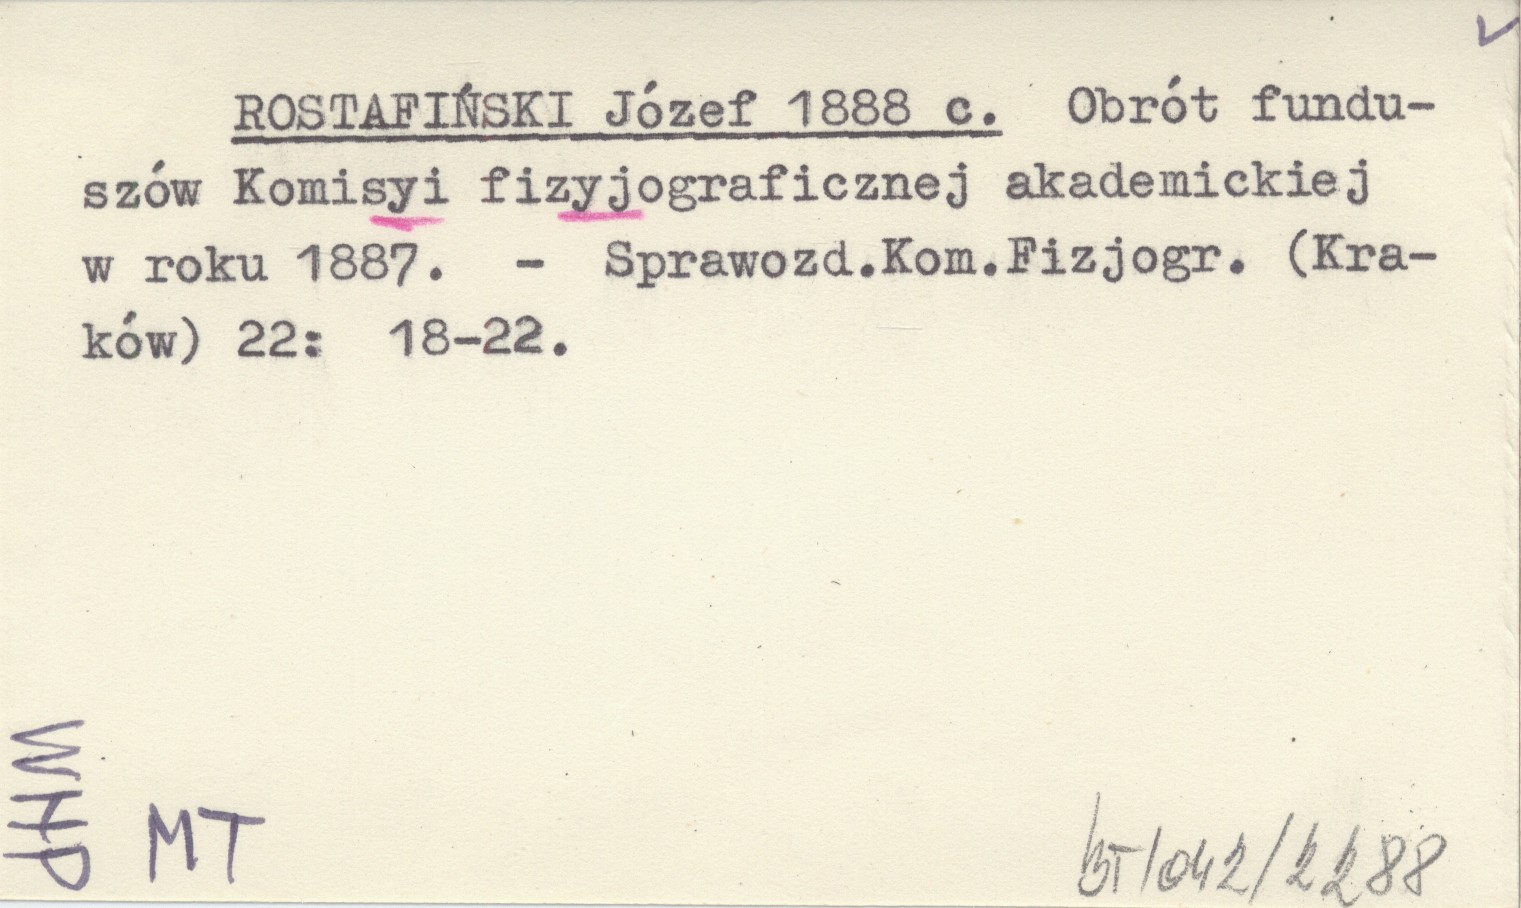 ROSTAFIŃSKI Józef 1888 c. Obrót fundu-
szów Komisyi fizyjograficznej akademickiej
w roku 1887. - Sprawozd.Kom.Fizjogr. (Kra-
ków) 22: 18-22.
WHP
MT
BT/042/2288